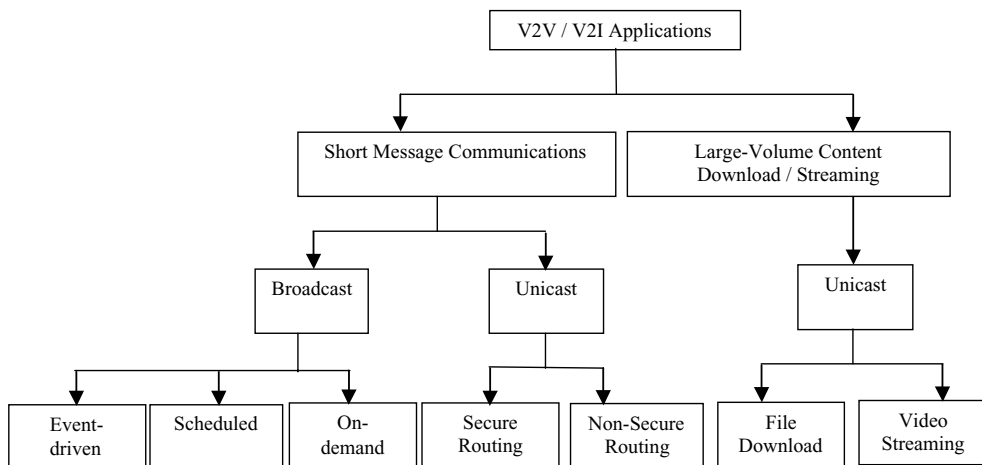 V2V / V2I Applications
Short Message Communications
Large-Volume Content
Download / Streaming
Broadcast
Unicast
Unicast
Event-
driven
Scheduled
On-
demand
Secure
Routing
Non-Secure
Routing
File
Download
Video
Streaming